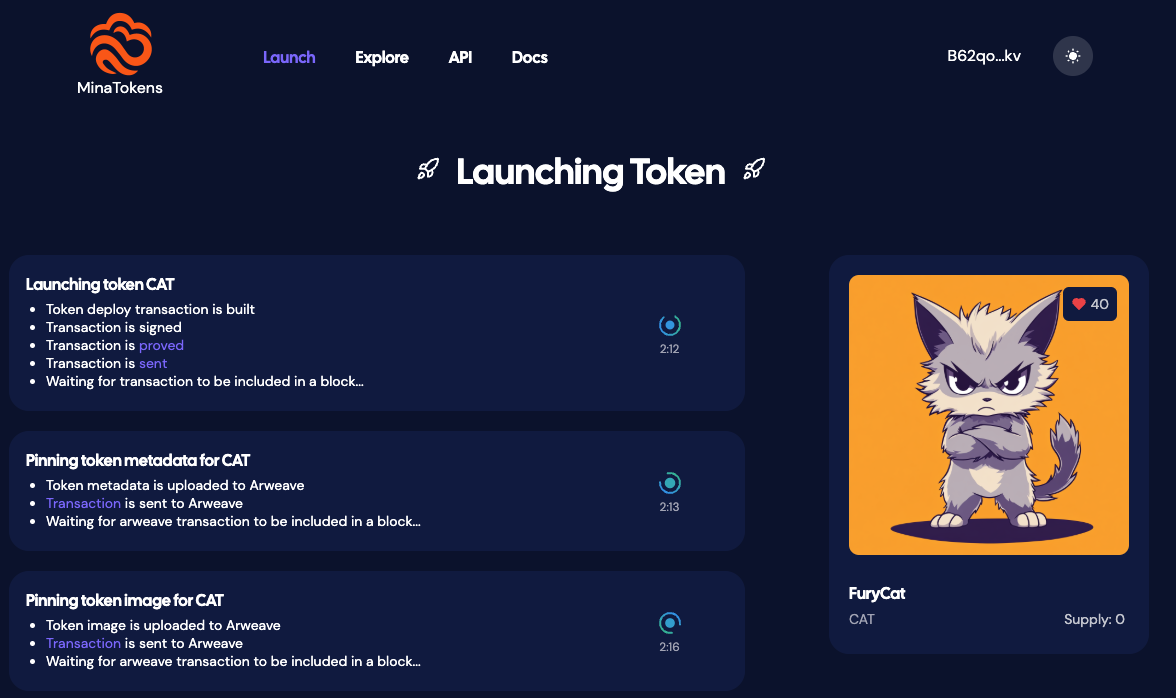 MinaTokens
Launch
Explore
API
Docs
B62qo...kv
Launching Token
Launching token CAT
• Token deploy transaction is built
• Transaction is signed
• Transaction is proved
• Transaction is sent
• Waiting for transaction to be included in a block...
2:12
Pinning token metadata for CAT
• Token metadata is uploaded to Arweave
• Transaction is sent to Arweave
• Waiting for arweave transaction to be included in a block...
2:13
Pinning token image for CAT
• Token image is uploaded to Arweave
• Transaction is sent to Arweave
• Waiting for arweave transaction to be included in a block...
2:16
40
FuryCat
CAT
Supply: 0